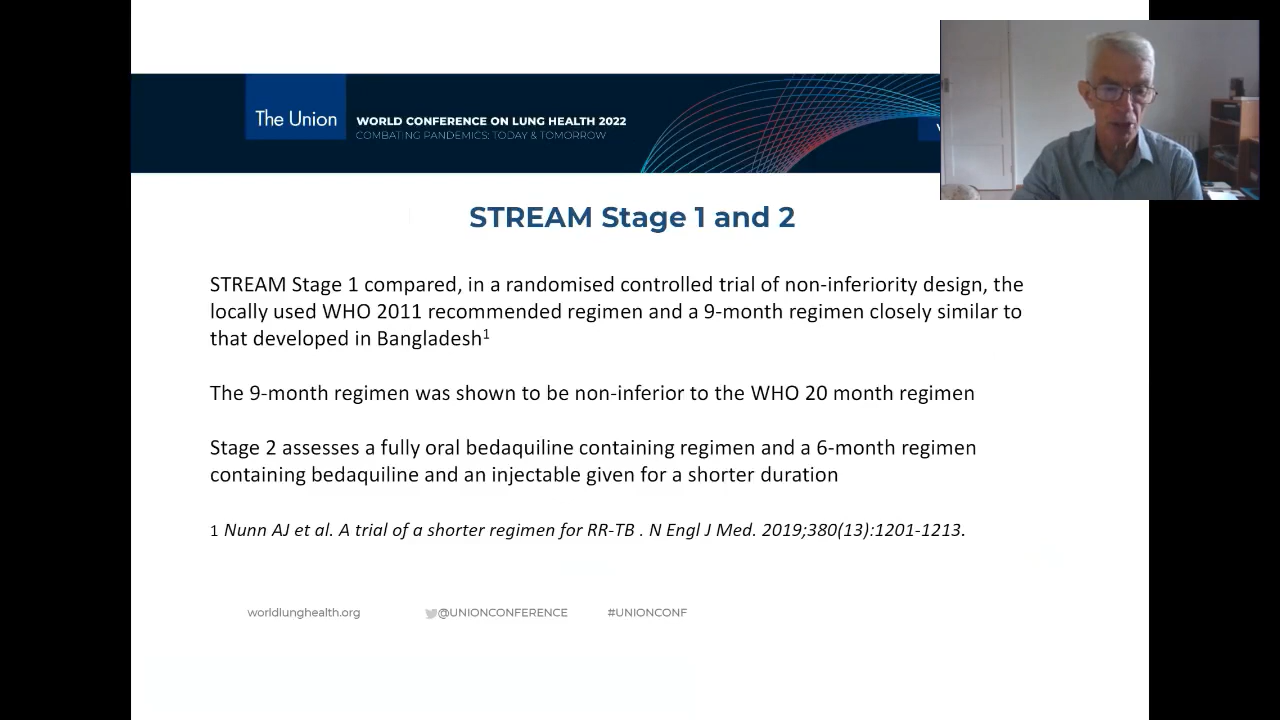 The Union
WORLD CONFERENCE ON LUNG HEALTH 2022
COMBATING PANDEMICS: TODAY & TOMORROW
STREAM Stage 1 and 2
STREAM Stage 1 compared, in a randomised controlled trial of non-inferiority design, the
locally used WHO 2011 recommended regimen and a 9-month regimen closely similar to
that developed in Bangladesh1
The 9-month regimen was shown to be non-inferior to the WHO 20 month regimen
Stage 2 assesses a fully oral bedaquiline containing regimen and a 6-month regimen
containing bedaquiline and an injectable given for a shorter duration
1 Nunn AJ et al. A trial of a shorter regimen for RR-TB . N Engl J Med. 2019;380(13):1201-1213.
worldlunghealth.org
@UNIONCONFERENCE
#UNIONCONF